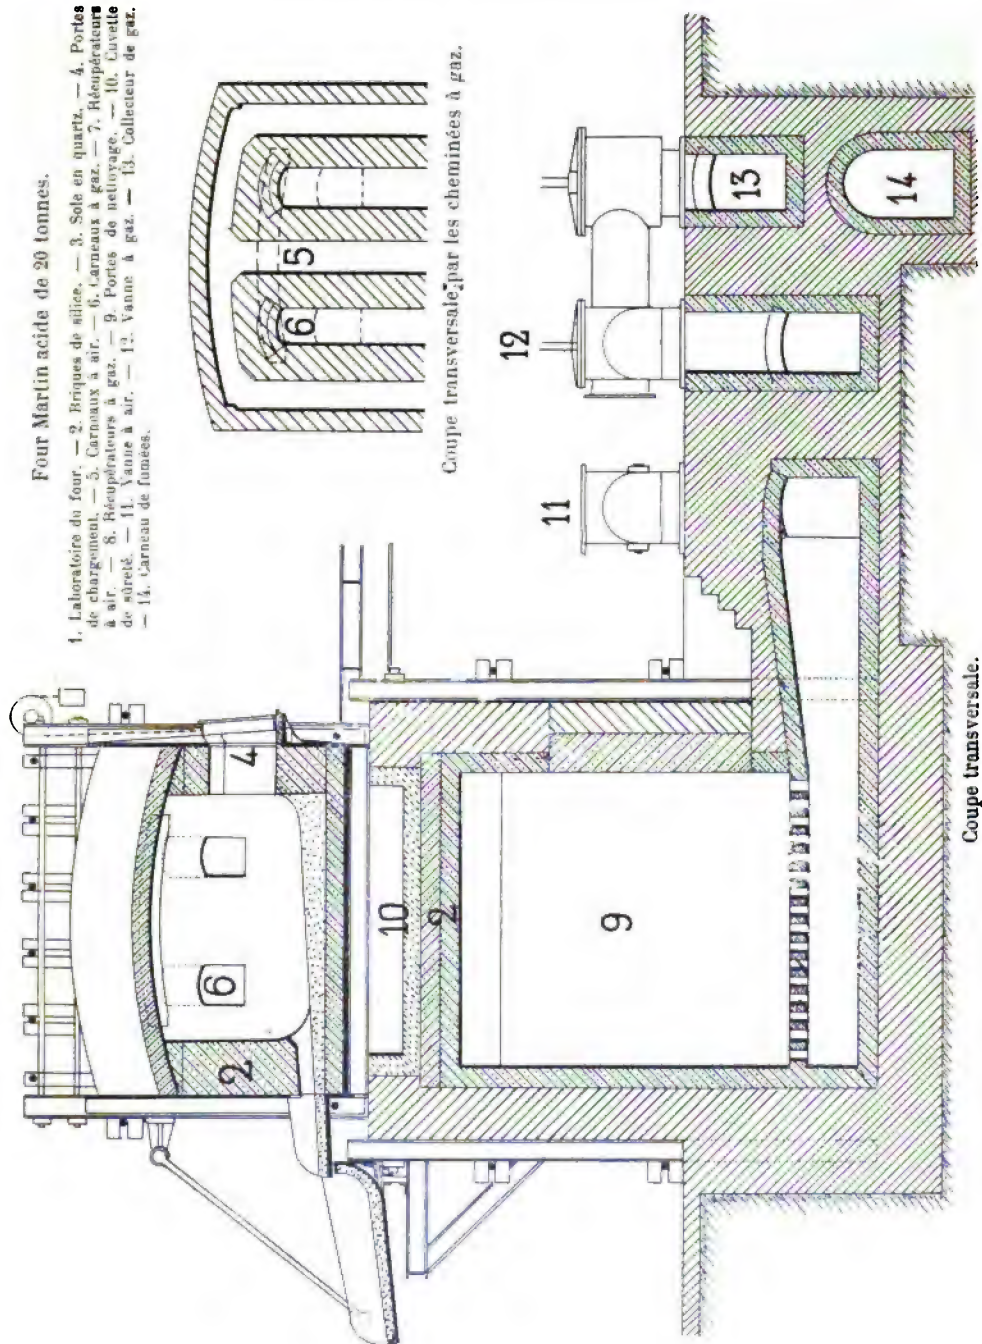 Four Martin acide de 20 tonnes.
1. Laboratoire du four. — 2. Briques de silice. — 3. Sole en quartz. — 4. Portes
de chargement. — 5. Carneaux à air. — 6. Carneaux à gaz. — 7. Récupérateurs
à air. — 8. Récupérateurs à gaz. — 9. Portes de nettoyage. — 10. Cuvette
de sûreté. — 11. Vanne à air. — 12. Vanne à gaz. — 13. Collecteur de gaz.
— 14. Carneau de fumées.
5
6
Coupe transversale par les cheminées à gaz.
4
6
2
10
2
9
11
12
13
14
Coupe transversale.